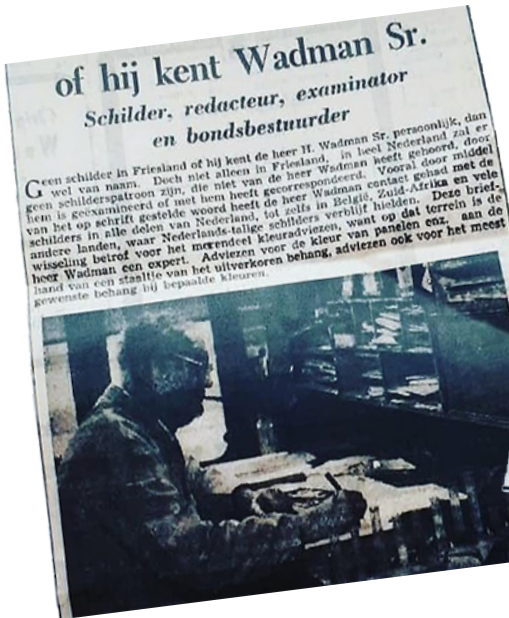 of hij kent Wadman Sr.
Schilder, redacteur, examinator
en bondsbestuurder
Geen schilder in Friesland of hij kent de heer H. Wadman Sr. persoonlijk, dan
wel van naam. Doch niet alleen in Friesland, in heel Nederland zal er
geen schilderspatroon zijn, die niet van de heer Wadman heeft gehoord, door
hem is geëxamineerd of met hem heeft gecorrespondeerd. Vooral door middel
van het op schrift gestelde woord heeft de heer Wadman contact gehad met de
schilders in alle delen van Nederland, tot zelfs in België, Zuid-Afrika en vele
andere landen, waar Nederlands-talige schilders verblijf hielden. Deze brief-
wisseling betrof voor het merendeel kleuradviezen, want op dat torrein is de
heer Wadman een expert. Adviezen voor de kleur van panelen enz. aan de
hand van een staaltje van het uitverkoren behang, adviezen ook voor het meest
gewenste behang bij bepaalde kleuren.